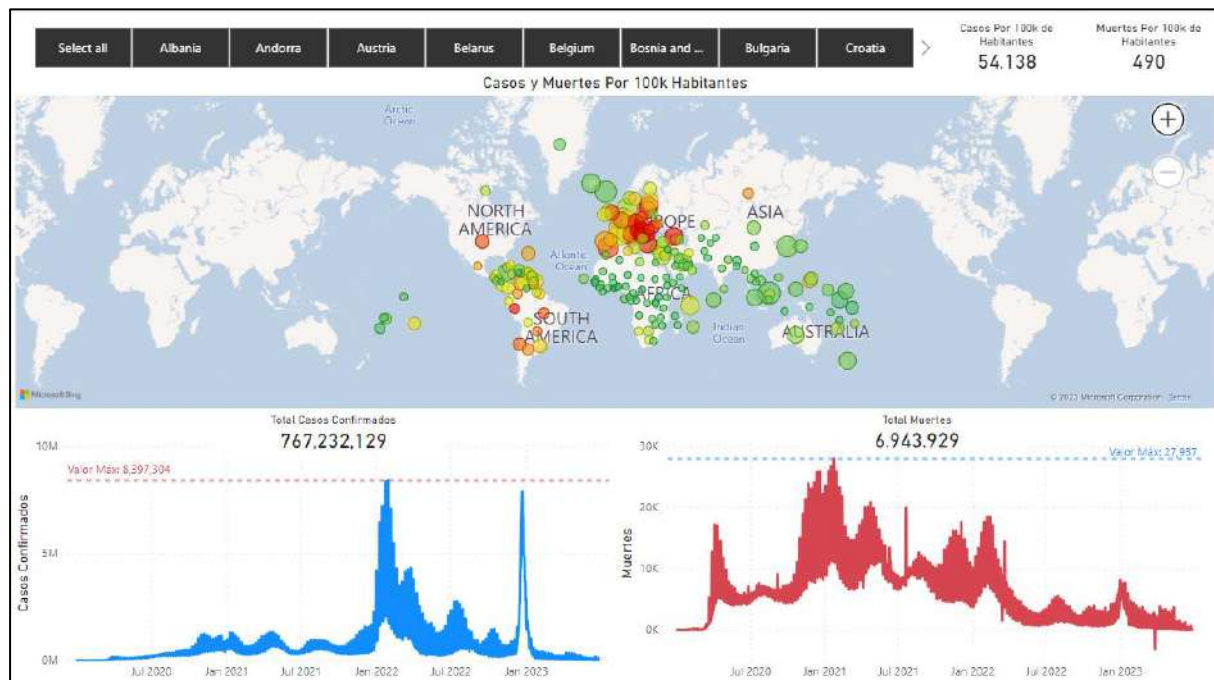 Select all
Albania
Andorra
Austria
Belarus
Belgium
Bosnia and ...
Bulgaria
Croatia
Casos Por 100k de
Habitantes
54.138
Muertes Por 100k de
Habitantes
490
Casos y Muertes Por 100k Habitantes
Arctic
Ocean
NORTH
AMERICA
ASIA
Atlantic
Ocean
AFRICA
SOUTH
AMERICA
Indian
Ocean
AUSTRALIA
Microsoft Bing
© 2023 Microsoft Corporation Terms
Total Casos Confirmados
767,232,129
10M
Valor Máx: 8,397,304
5M
0M
Casos Confirmados
Jul 2020
Jan 2021
Jul 2021
Jan 2022
Jul 2022
Jan 2023
Total Muertes
6.943.929
30K
20K
10K
0K
Muertes
Jul 2020
Jan 2021
Jul 2021
Jan 2022
Jul 2022
Jan 2023